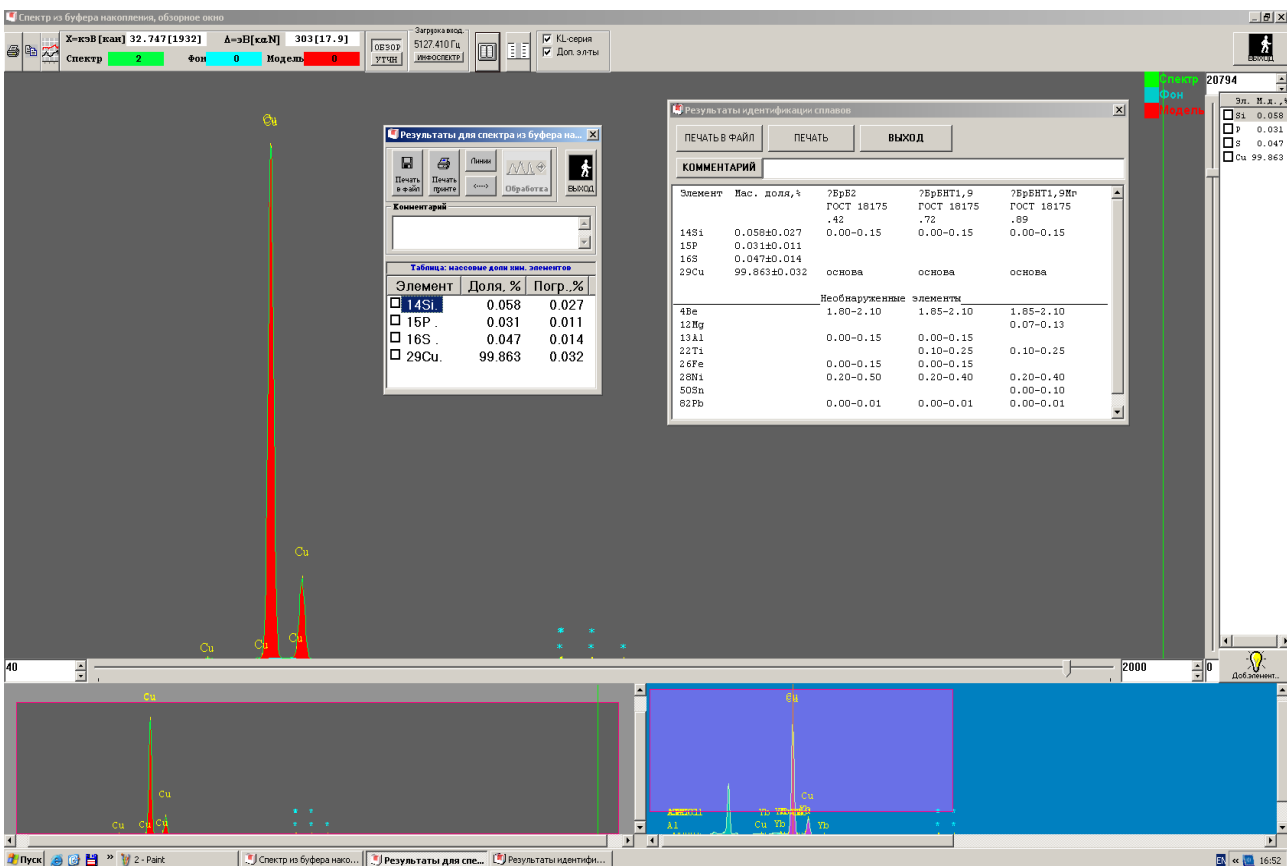 Спектр из буфера накопления, обзорное окно
X=кэВ[кан] 32.747[1932] Δ=эВ[каN] 303[17.9]
Спектр 2 Фон 0 Модель 0
ОБЗОР
УТЧН
Загрузка вход.
5127.410 Гц
ИНФОСПЕКТР
KL-серия
Доп. эл-ты
ВЫХОД
Спектр
Фон
Модель
20794
Эл. М.д.,%
Si 0.058
P 0.031
S 0.047
Cu 99.863
Cu
Cu
Cu
Cu
Cu
Результаты для спектра из буфера на...
Печать в файл
Печать
Линии
<---->
Обработка
ВЫХОД
Комментарий
Таблица: массовые доли хим. элементов
Элемент Доля, % Погр.,%
14Si. 0.058 0.027
15P . 0.031 0.011
16S . 0.047 0.014
29Cu. 99.863 0.032
Результаты идентификации сплавов
ПЕЧАТЬ В ФАЙЛ ПЕЧАТЬ ВЫХОД
КОММЕНТАРИЙ
Элемент Мас. доля,% ?БрБ2 ?БрБНТ1,9 ?БрБНТ1,9Мг
ГОСТ 18175 ГОСТ 18175 ГОСТ 18175
.42 .72 .89
14Si 0.058±0.027 0.00-0.15 0.00-0.15 0.00-0.15
15P 0.031±0.011
16S 0.047±0.014
29Cu 99.863±0.032 основа основа основа
Необнаруженные элементы
4Be 1.80-2.10 1.85-2.10 1.85-2.10
12Mg 0.07-0.13
13Al 0.00-0.15 0.00-0.15
22Ti 0.10-0.25 0.10-0.25
26Fe 0.00-0.15 0.00-0.15
28Ni 0.20-0.50 0.20-0.40 0.20-0.40
50Sn 0.00-0.10
82Pb 0.00-0.01 0.00-0.01 0.00-0.01
40 2000 0
Доб.элемент...
Cu
Cu
Cu Cu Cu
Cu
Yb
Al Cu Yb Yb
Пуск 2 - Paint Спектр из буфера нако... Результаты для спе... Результаты идентифи... EN 16:52